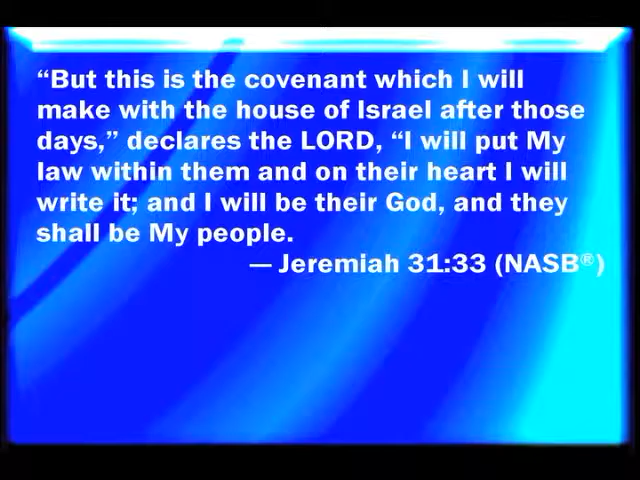 “But this is the covenant which I will
make with the house of Israel after those
days,” declares the LORD, “I will put My
law within them and on their heart I will
write it; and I will be their God, and they
shall be My people.
— Jeremiah 31:33 (NASB®)